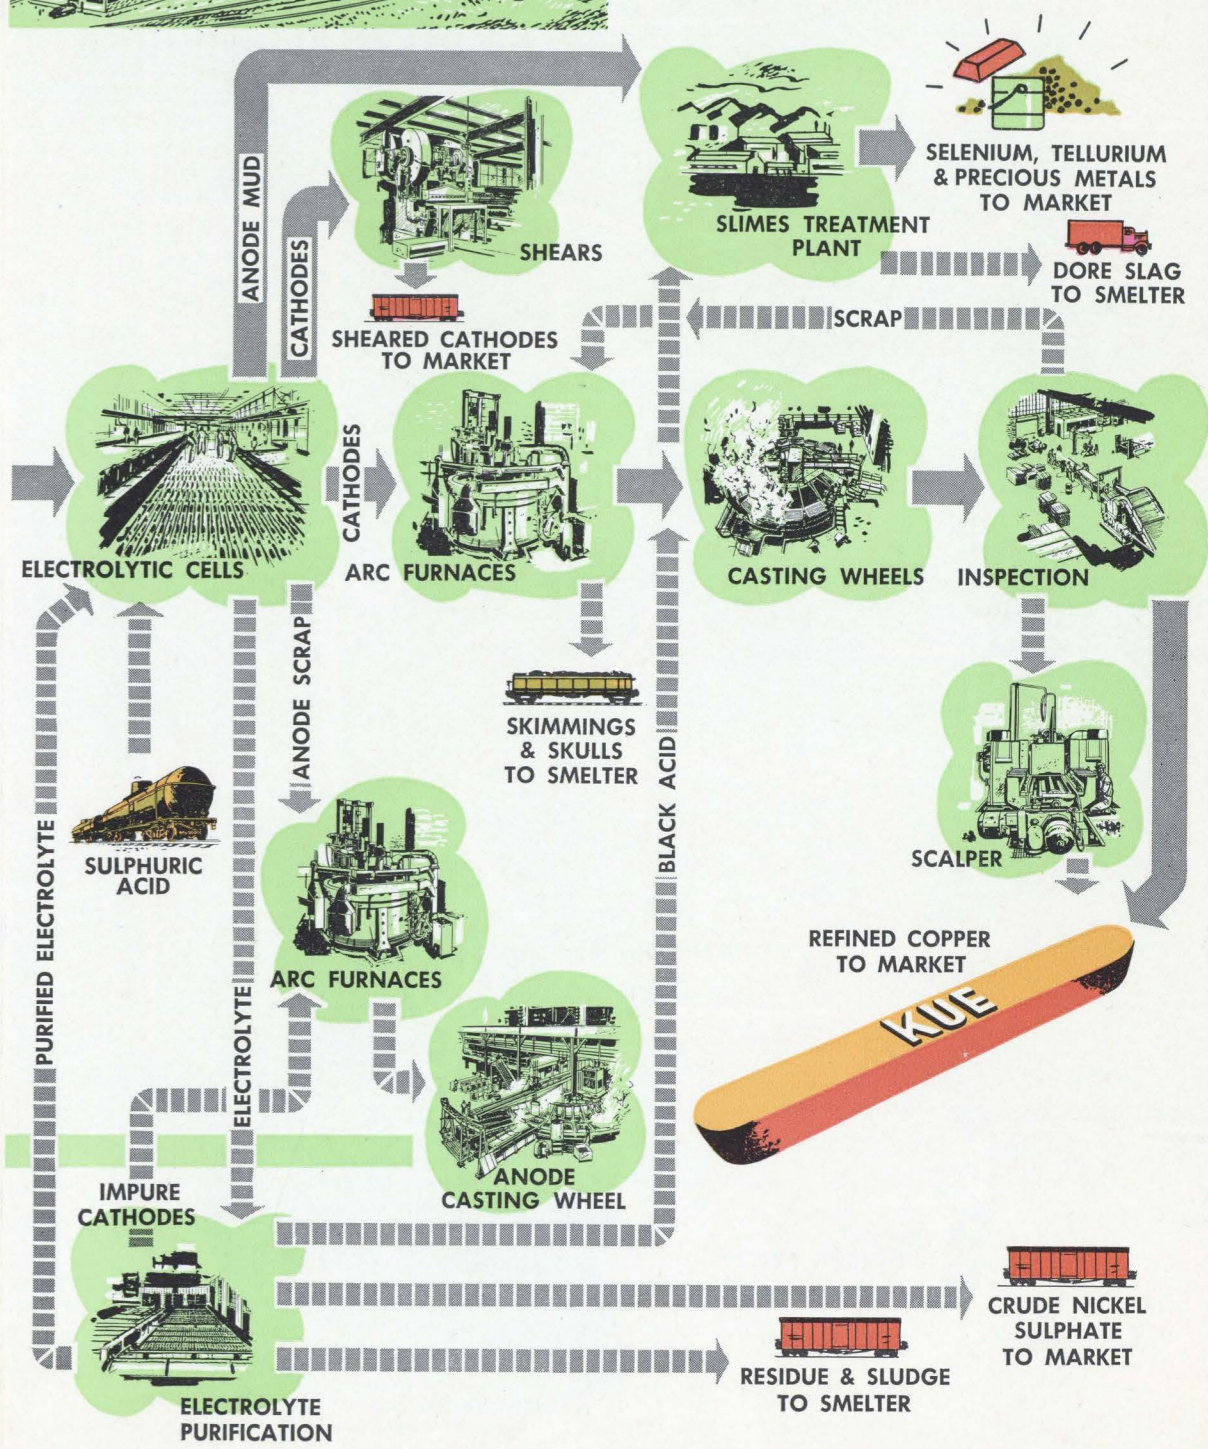 SELENIUM, TELLURIUM
& PRECIOUS METALS
TO MARKET
ANODE MUD
CATHODES
SHEARS
SLIMES TREATMENT
PLANT
DORE SLAG
TO SMELTER
SHEARED CATHODES
TO MARKET
SCRAP
CATHODES
ELECTROLYTIC CELLS
ARC FURNACES
CASTING WHEELS
INSPECTION
ANODE SCRAP
SKIMMINGS
& SKULLS
TO SMELTER
BLACK ACID
SULPHURIC
ACID
SCALPER
PURIFIED ELECTROLYTE
ELECTROLYTE
ARC FURNACES
REFINED COPPER
TO MARKET
KUE
ANODE
CASTING WHEEL
IMPURE
CATHODES
CRUDE NICKEL
SULPHATE
TO MARKET
RESIDUE & SLUDGE
TO SMELTER
ELECTROLYTE
PURIFICATION